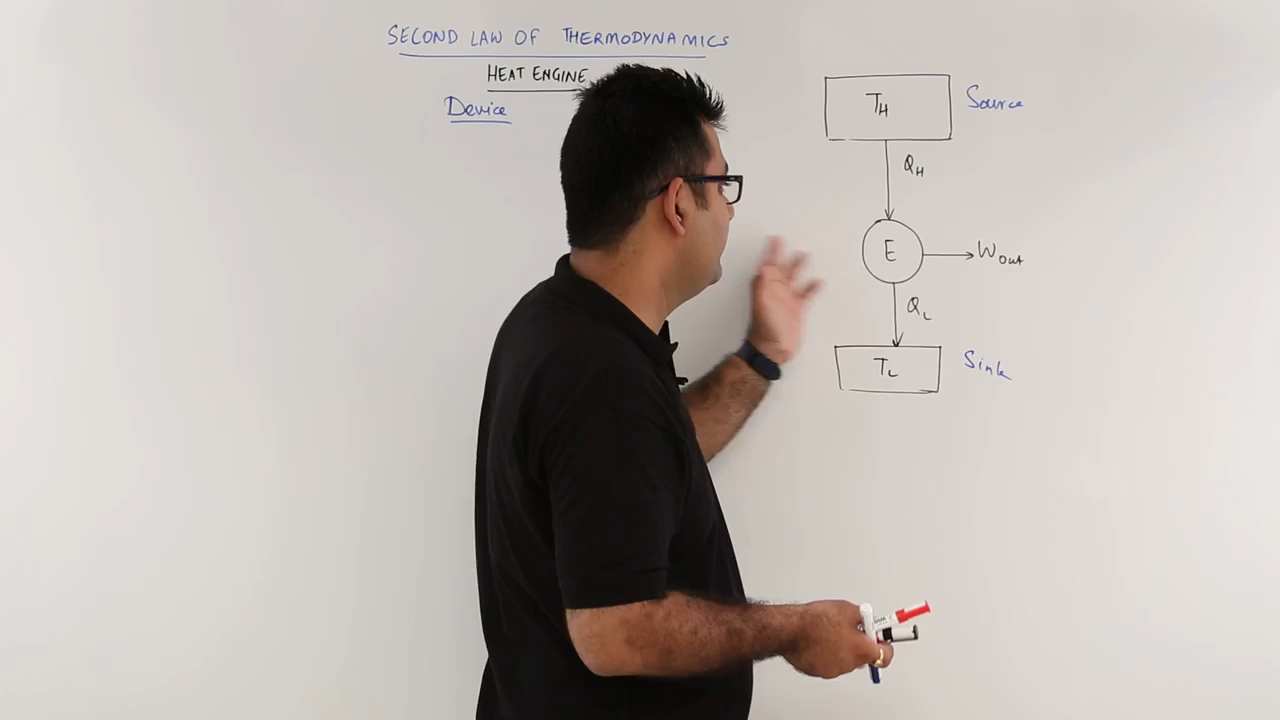 SECOND LAW OF THERMODYNAMICS
HEAT ENGINE
Device
T_H Source
Q_H
E W_OUT
Q_L
T_L Sink